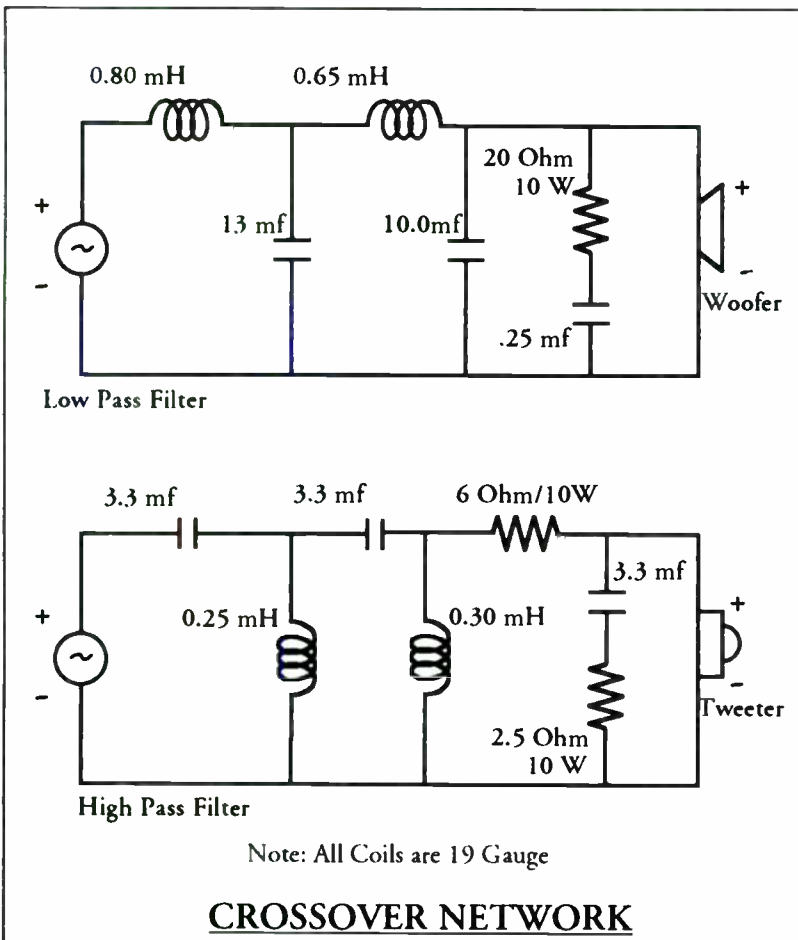 0.80 mH
0.65 mH
20 Ohm
10 W
+
13 mf
10.0mf
+
~
-
-
Woofer
.25 mf
Low Pass Filter
3.3 mf
3.3 mf
6 Ohm/10W
3.3 mf
+
0.25 mH
0.30 mH
+
~
-
-
Tweeter
2.5 Ohm
10 W
High Pass Filter
Note: All Coils are 19 Gauge
CROSSOVER NETWORK